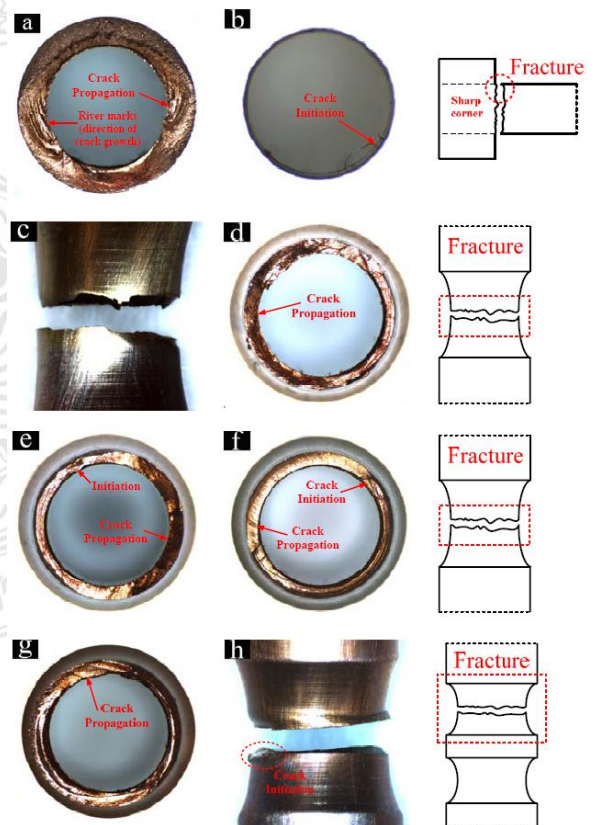 a
Crack
Propagation
River marks
(direction of
crack growth)
b
Crack
Initiation
Fracture
Sharp
corner
c
d
Crack
Propagation
Fracture
e
Initiation
Crack
Propagation
f
Crack
Initiation
Crack
Propagation
Fracture
g
Crack
Propagation
h
Crack
Initiation
Fracture